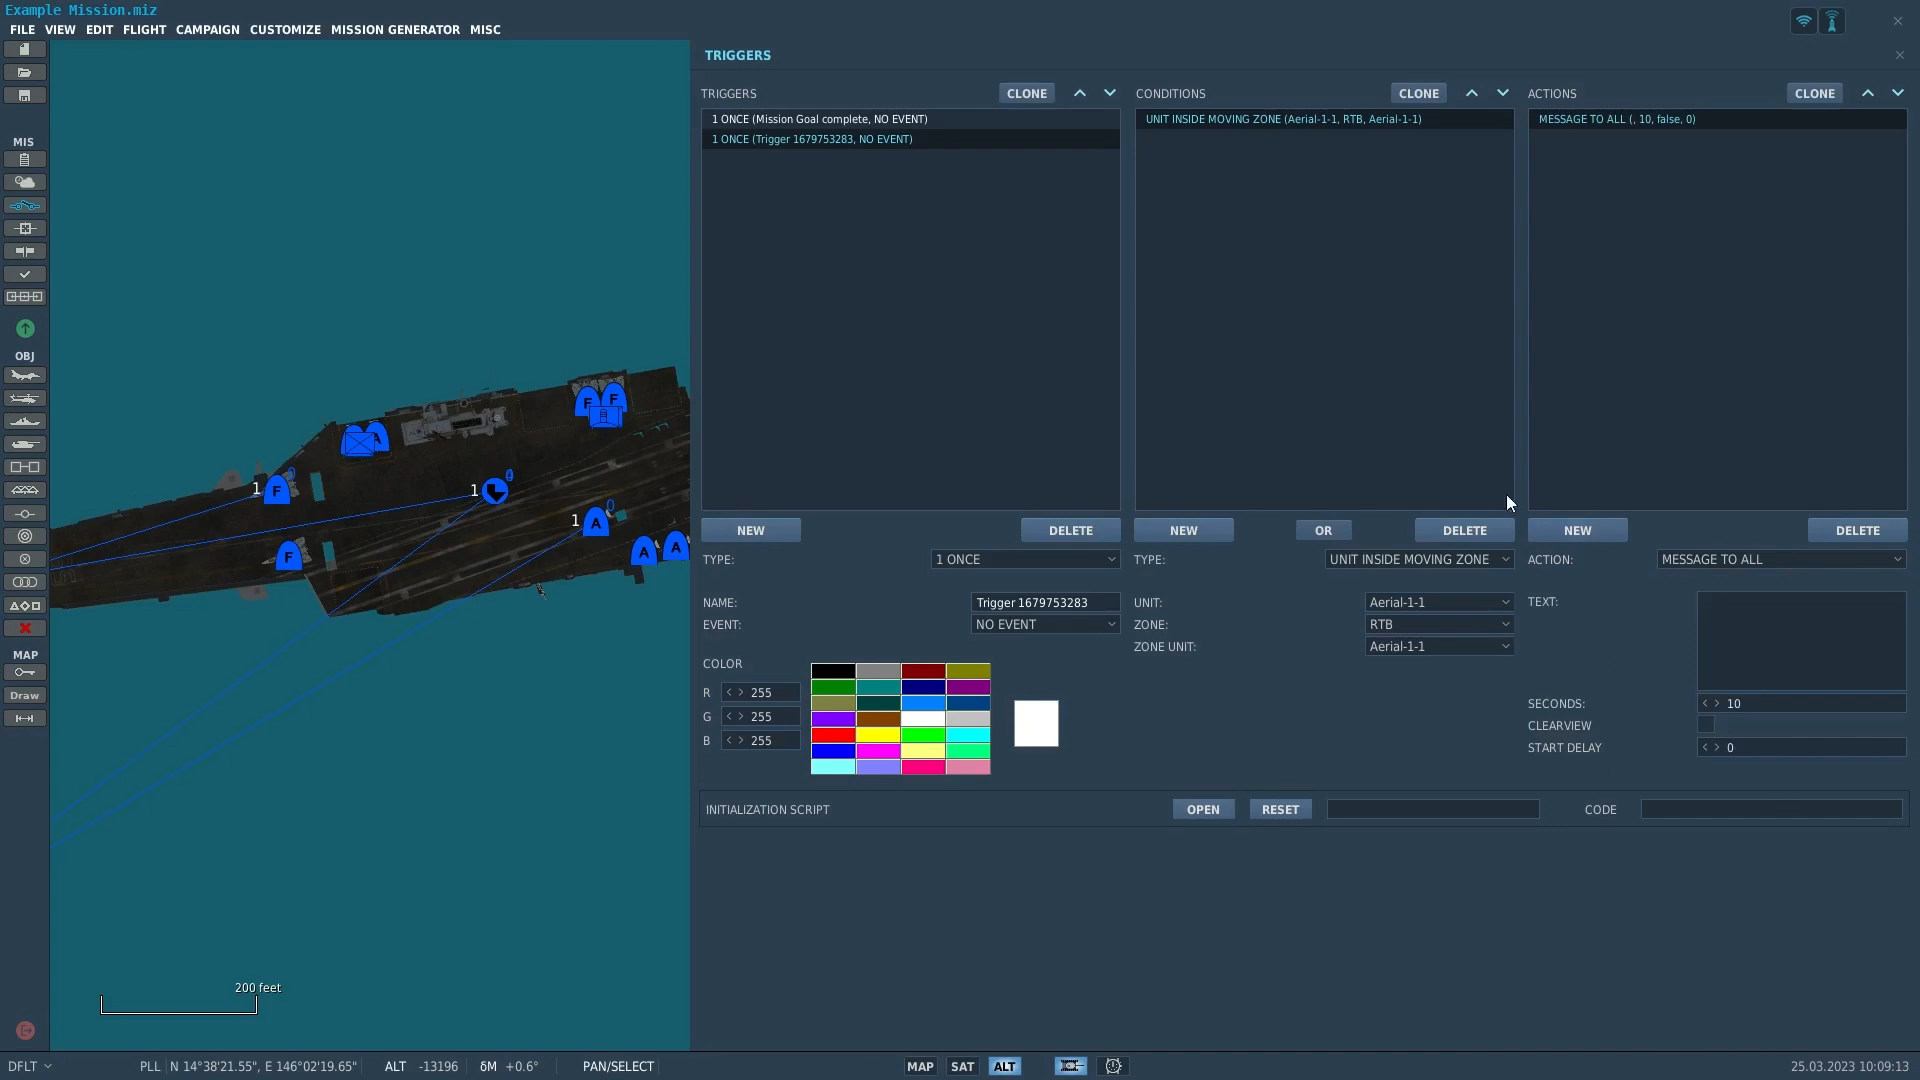 Example Mission.miz
FILE VIEW EDIT FLIGHT CAMPAIGN CUSTOMIZE MISSION GENERATOR MISC
TRIGGERS
TRIGGERS CLONE CONDITIONS CLONE ACTIONS CLONE
1 ONCE (Mission Goal complete, NO EVENT)
1 ONCE (Trigger 1679753283, NO EVENT)
UNIT INSIDE MOVING ZONE (Aerial-1-1, RTB, Aerial-1-1)
MESSAGE TO ALL (, 10, false, 0)
MIS
OBJ
MAP
Draw
F F
A
1 F 0
1
1 A 0
F
A A
200 feet
NEW DELETE NEW OR DELETE NEW DELETE
TYPE: 1 ONCE
NAME: Trigger 1679753283
EVENT: NO EVENT
COLOR
R < > 255
G < > 255
B < > 255
TYPE: UNIT INSIDE MOVING ZONE
UNIT: Aerial-1-1
ZONE: RTB
ZONE UNIT: Aerial-1-1
ACTION: MESSAGE TO ALL
TEXT:
SECONDS: < > 10
CLEARVIEW
START DELAY < > 0
INITIALIZATION SCRIPT OPEN RESET CODE
DFLT PLL N 14°38'21.55", E 146°02'19.65" ALT -13196 δM +0.6° PAN/SELECT MAP SAT ALT 25.03.2023 10:09:13